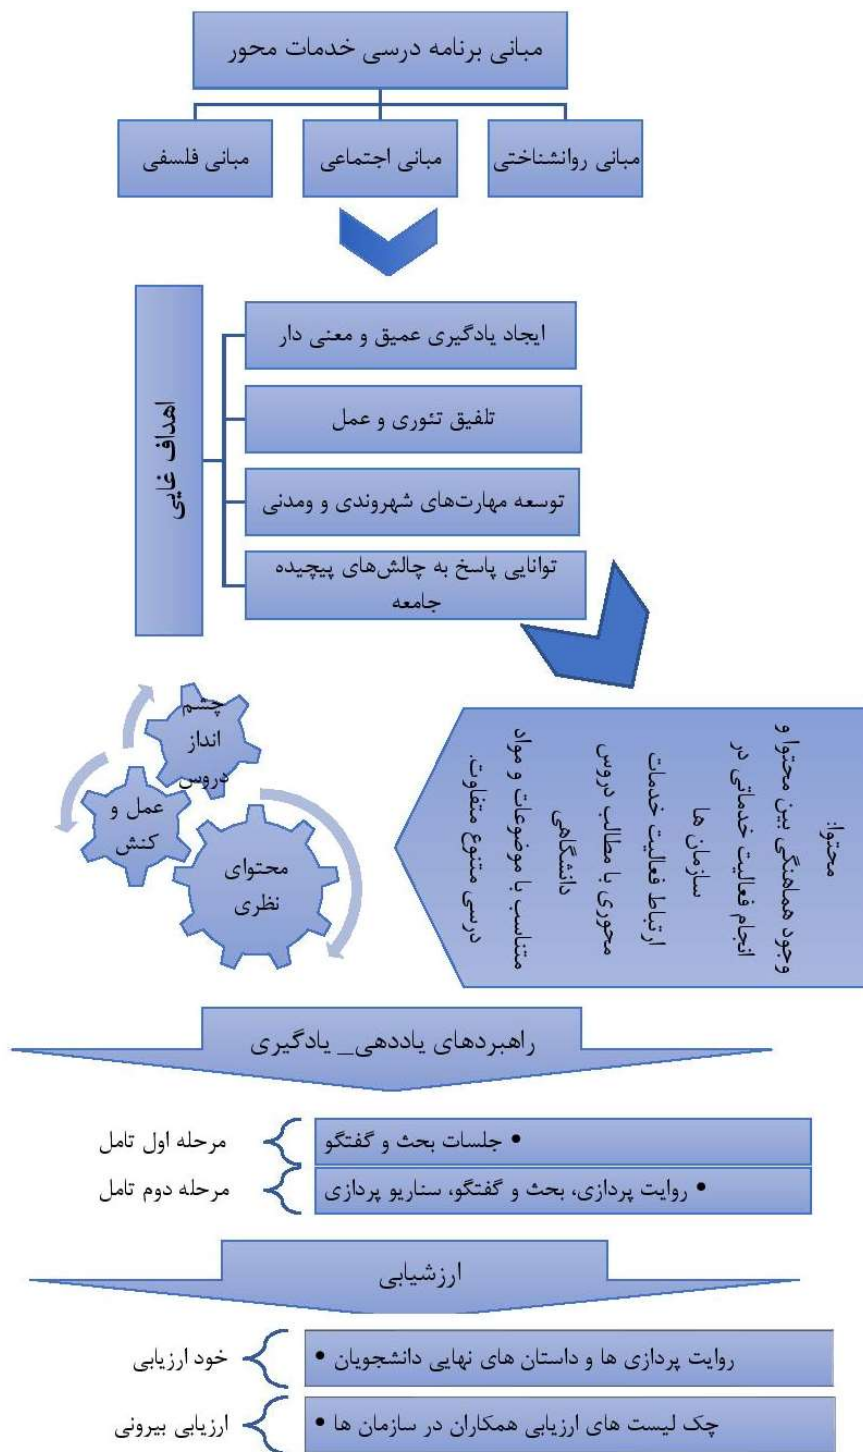 مبانی برنامه درسی خدمات محور
مبانی روانشناختی
مبانی اجتماعی
مبانی فلسفی
اهداف غایی
ایجاد یادگیری عمیق و معنی دار
تلفیق تئوری و عمل
توسعه مهارت‌های شهروندی و ومدنی
توانایی پاسخ به چالش‌های پیچیده
جامعه
محتوا:
وجود هماهنگی بین محتوا و
انجام فعالیت خدماتی در
سازمان ها
ارتباط فعالیت خدمات
محوری با مطالب دروس
دانشگاهی
متناسب با موضوعات و مواد
درسی متنوع متفاوت.
چشم
انداز
دروس
عمل و
کنش
محتوای
نظری
راهبردهای یاددهی_ یادگیری
• جلسات بحث و گفتگو
مرحله اول تامل
• روایت پردازی، بحث و گفتگو، سناریو پردازی
مرحله دوم تامل
ارزشیابی
روایت پردازی ها و داستان های نهایی دانشجویان •
خود ارزیابی
چک لیست های ارزیابی همکاران در سازمان ها •
ارزیابی بیرونی